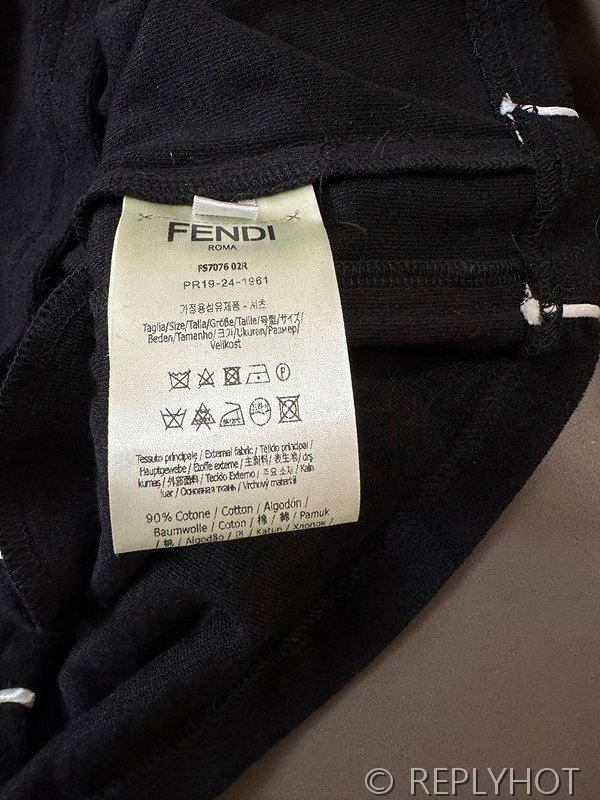 FENDI
ROMA
FS7076 02R
PR19-24-1961
가정용섬유제품 - 셔츠
Taglia/Size/Talla/Größe/Taille/号型/サイズ/
Beden/Tamanho/크기/Ukuran/Размер/
Velikost
Tessuto principale / External fabric / Tejido principal /
Hauptgewebe / Etoffe externe / 主面料 / 表生地 / dış
kumaş / 外部面料 / Tecido Externo / 주요 소재 / Kain
luar / Основная ткань / Vrchový materiál
90% Cotone / Cotton / Algodón /
Baumwolle / Coton / 棉 / 綿 / Pamuk
/ 棉 / Algodão / 면 / Katun / Хлопок /
© REPLYHOT